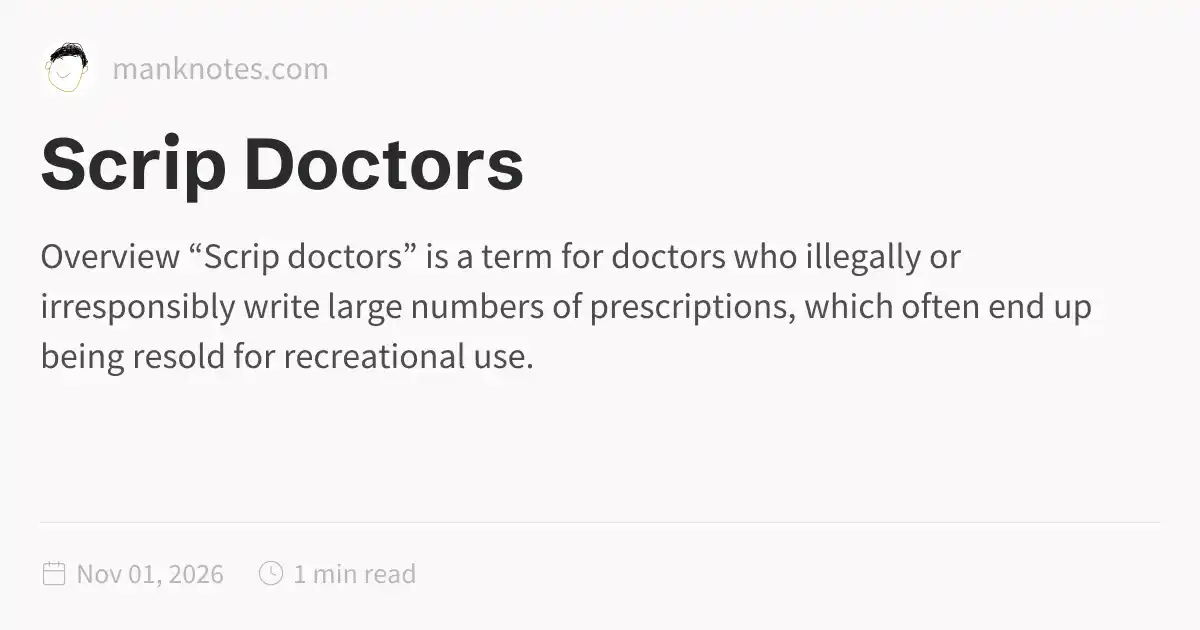 manknotes.com
Scrip Doctors
Overview “Scrip doctors” is a term for doctors who illegally or
irresponsibly write large numbers of prescriptions, which often end up
being resold for recreational use.
Nov 01, 2026 1 min read